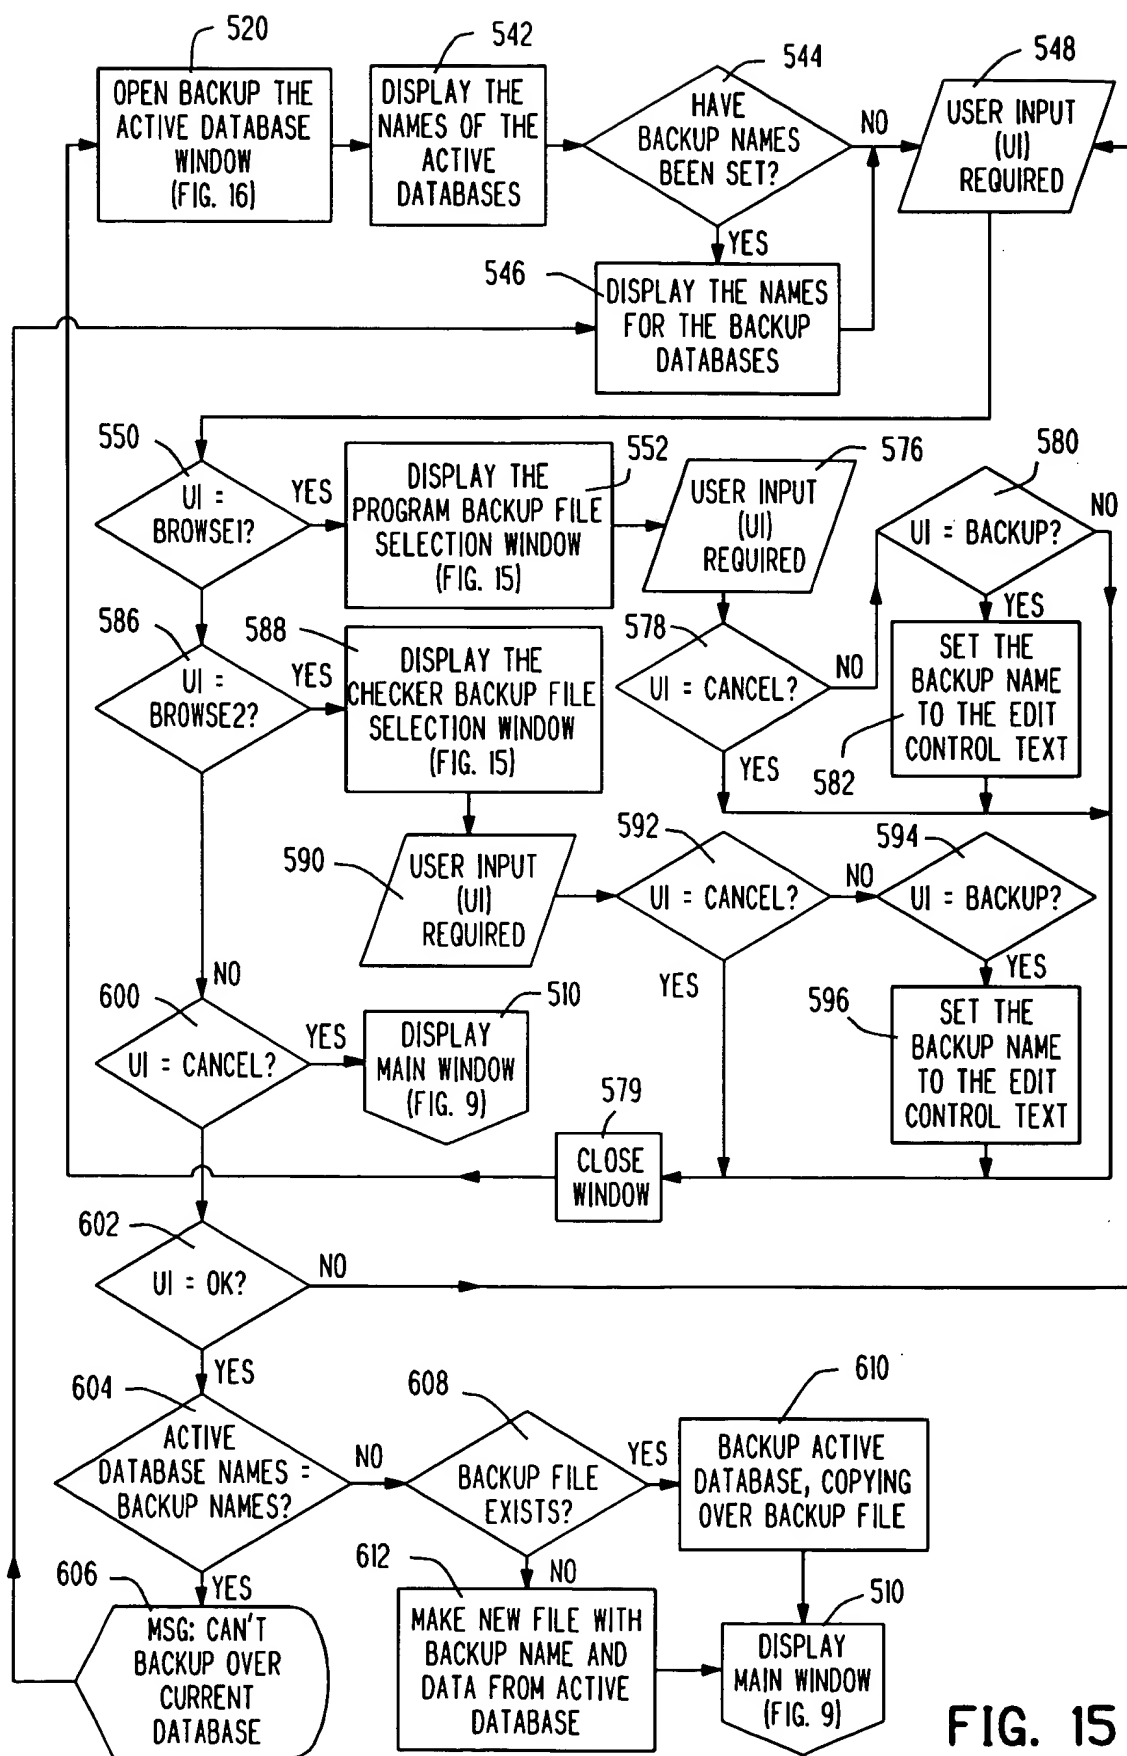 520
OPEN BACKUP THE
ACTIVE DATABASE
WINDOW
(FIG. 16)
542
DISPLAY THE
NAMES OF THE
ACTIVE
DATABASES
544
HAVE
BACKUP NAMES
BEEN SET?
NO
YES
548
USER INPUT
(UI)
REQUIRED
546
DISPLAY THE NAMES
FOR THE BACKUP
DATABASES
550
UI =
BROWSE1?
YES
552
DISPLAY THE
PROGRAM BACKUP FILE
SELECTION WINDOW
(FIG. 15)
576
USER INPUT
(UI)
REQUIRED
580
UI = BACKUP?
NO
YES
578
UI = CANCEL?
NO
YES
582
SET THE
BACKUP NAME
TO THE EDIT
CONTROL TEXT
586
UI =
BROWSE2?
YES
NO
588
DISPLAY THE
CHECKER BACKUP FILE
SELECTION WINDOW
(FIG. 15)
590
USER INPUT
(UI)
REQUIRED
592
UI = CANCEL?
NO
YES
594
UI = BACKUP?
YES
596
SET THE
BACKUP NAME
TO THE EDIT
CONTROL TEXT
600
UI = CANCEL?
YES
510
DISPLAY
MAIN WINDOW
(FIG. 9)
579
CLOSE
WINDOW
602
UI = OK?
NO
YES
604
ACTIVE
DATABASE NAMES =
BACKUP NAMES?
NO
YES
606
MSG: CAN'T
BACKUP OVER
CURRENT
DATABASE
608
BACKUP FILE
EXISTS?
YES
NO
610
BACKUP ACTIVE
DATABASE, COPYING
OVER BACKUP FILE
612
MAKE NEW FILE WITH
BACKUP NAME AND
DATA FROM ACTIVE
DATABASE
510
DISPLAY
MAIN WINDOW
(FIG. 9)
FIG. 15